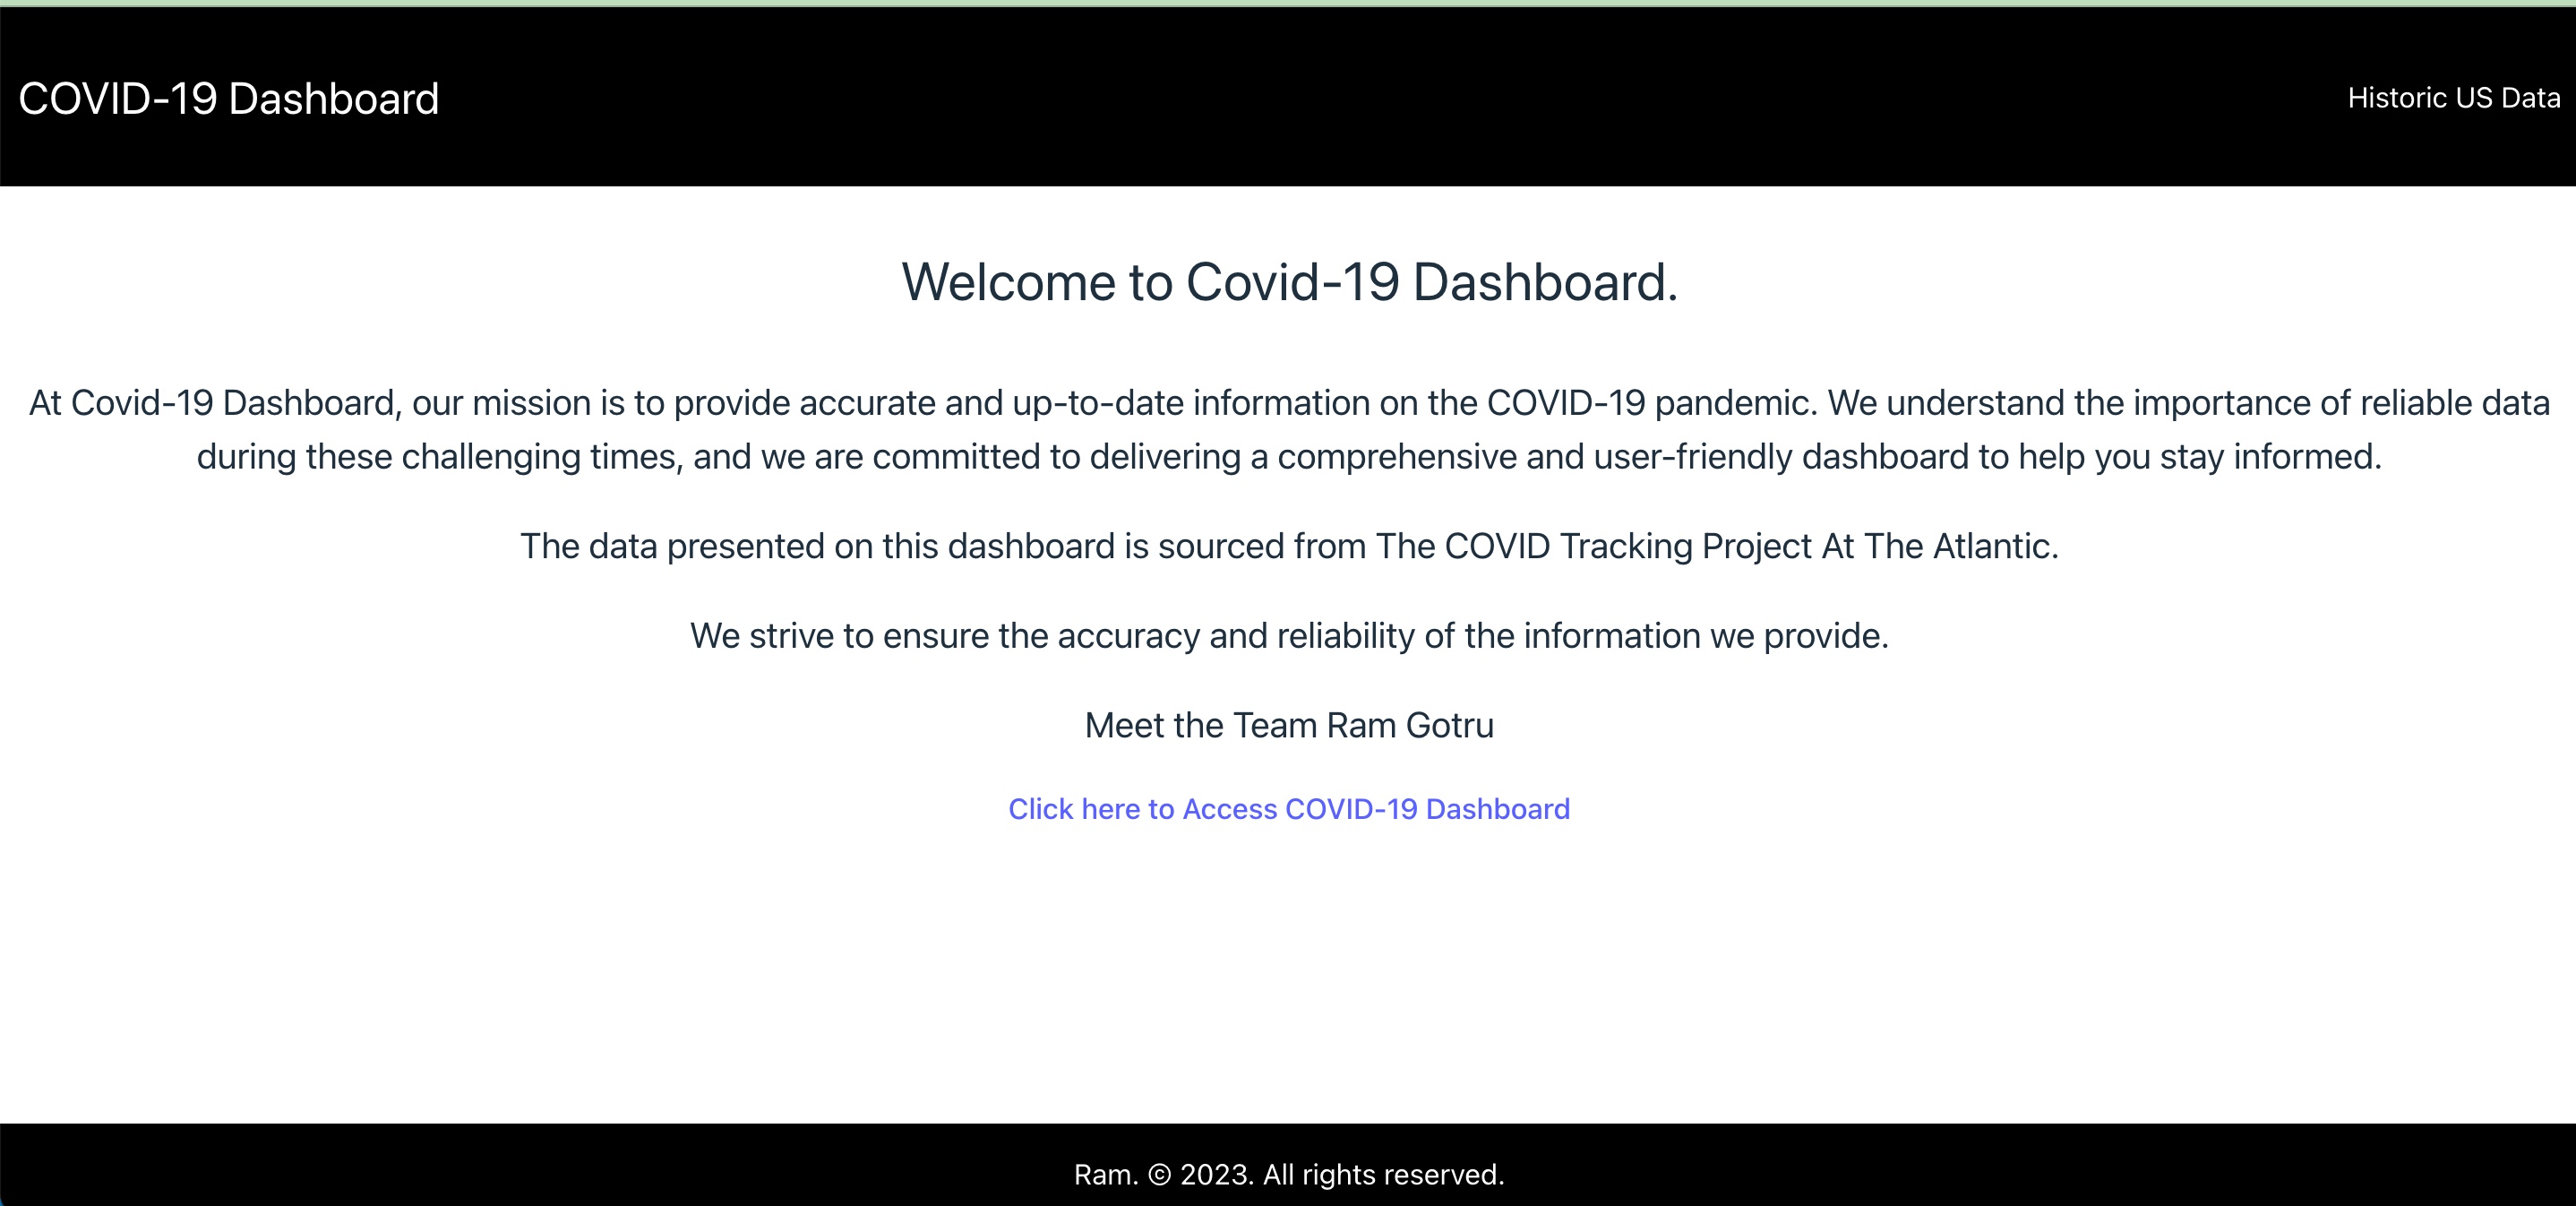 COVID-19 Dashboard
Historic US Data
Welcome to Covid-19 Dashboard.
At Covid-19 Dashboard, our mission is to provide accurate and up-to-date information on the COVID-19 pandemic. We understand the importance of reliable data
during these challenging times, and we are committed to delivering a comprehensive and user-friendly dashboard to help you stay informed.
The data presented on this dashboard is sourced from The COVID Tracking Project At The Atlantic.
We strive to ensure the accuracy and reliability of the information we provide.
Meet the Team Ram Gotru
Click here to Access COVID-19 Dashboard
Ram. © 2023. All rights reserved.